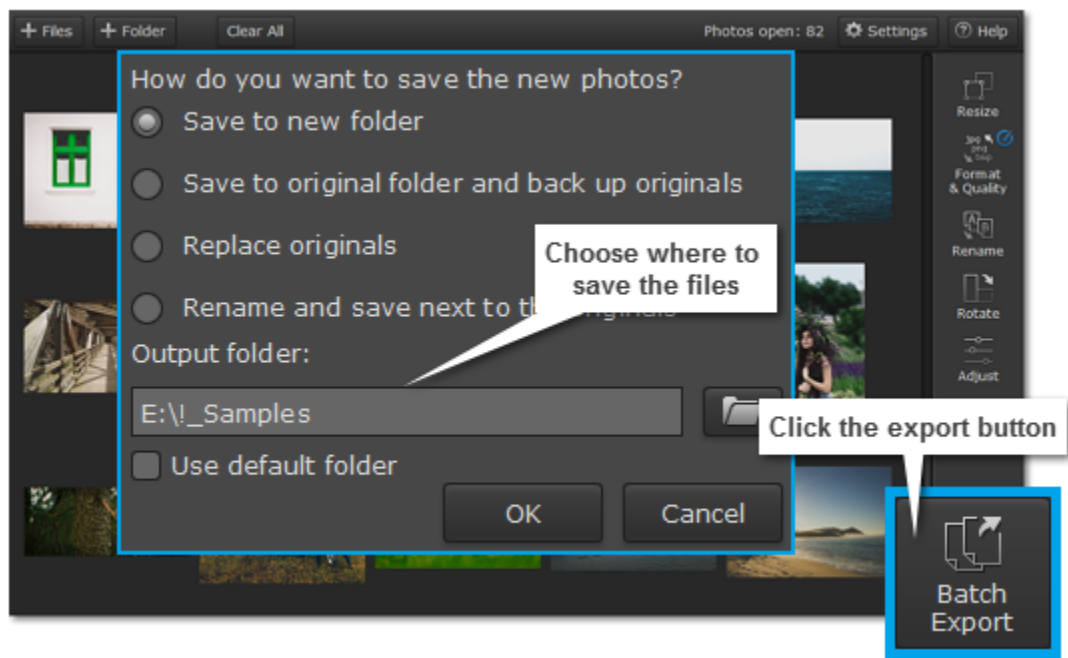 + Files + Folder Clear All Photos open: 82 Settings ? Help
How do you want to save the new photos?
Save to new folder
Save to original folder and back up originals
Replace originals
Rename and save next to
Output folder:
E:\!_Samples
Use default folder
OK Cancel
Choose where to
save the files
Resize
jpg
png
bmp
Format
& Quality
A B
Rename
Rotate
Adjust
Click the export button
Batch
Export